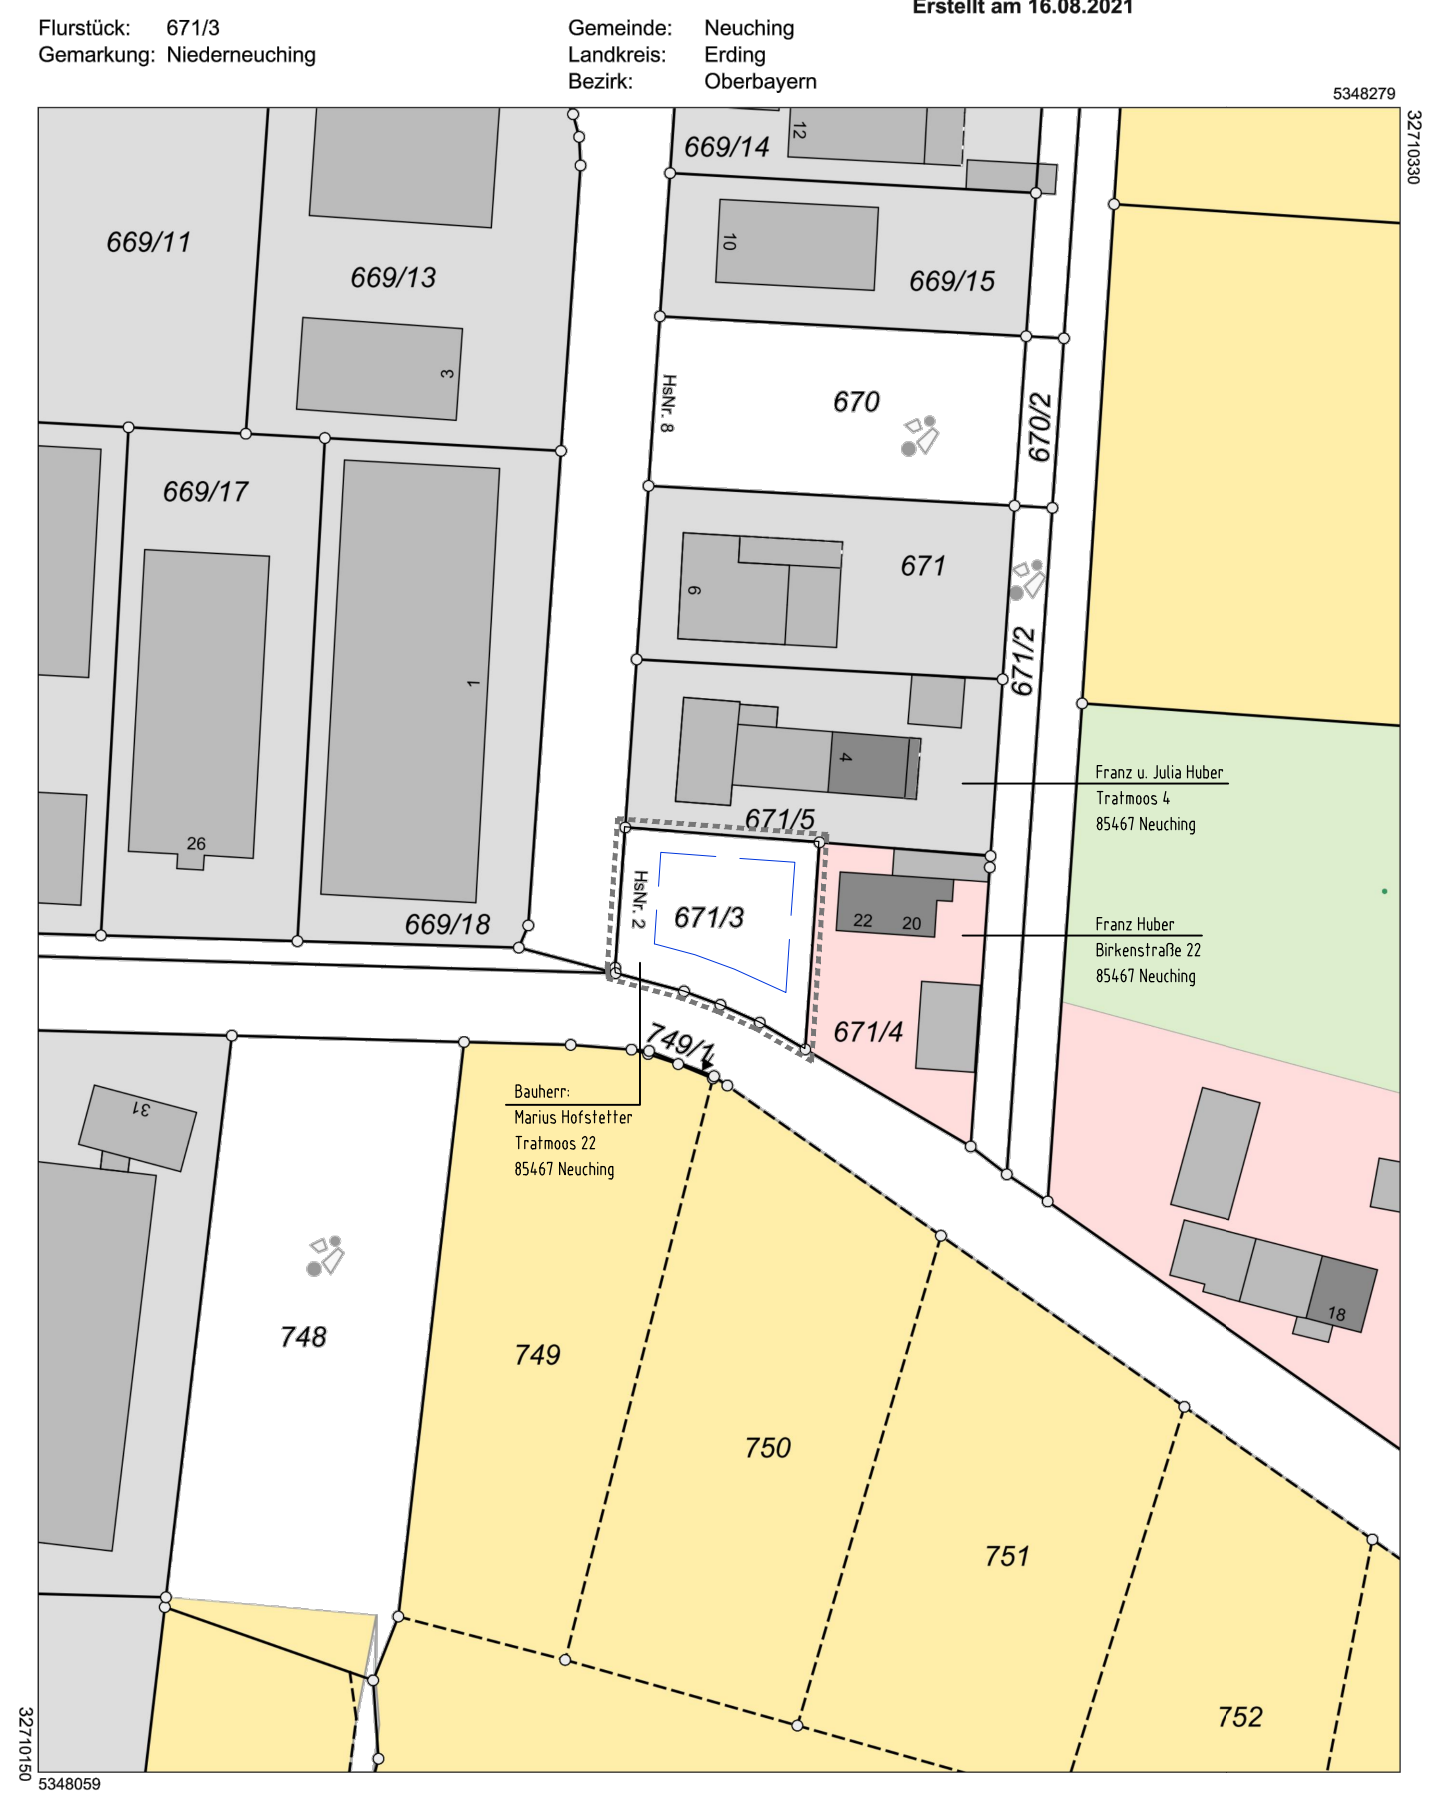 Erstellt am 16.08.2021
Flurstück: 671/3
Gemarkung: Niederneuching
Gemeinde: Neuching
Landkreis: Erding
Bezirk: Oberbayern
5348279
32710330
669/14
12
669/11
669/13
10
669/15
3
HsNr. 8
670
670/2
669/17
671
6
671/2
1
4
Franz u. Julia Huber
Tratmoos 4
85467 Neuching
671/5
26
HsNr. 2
671/3
22
20
669/18
Franz Huber
Birkenstraße 22
85467 Neuching
671/4
749/1
31
Bauherr:
Marius Hofstetter
Tratmoos 22
85467 Neuching
18
748
749
750
751
752
32710150
5348059